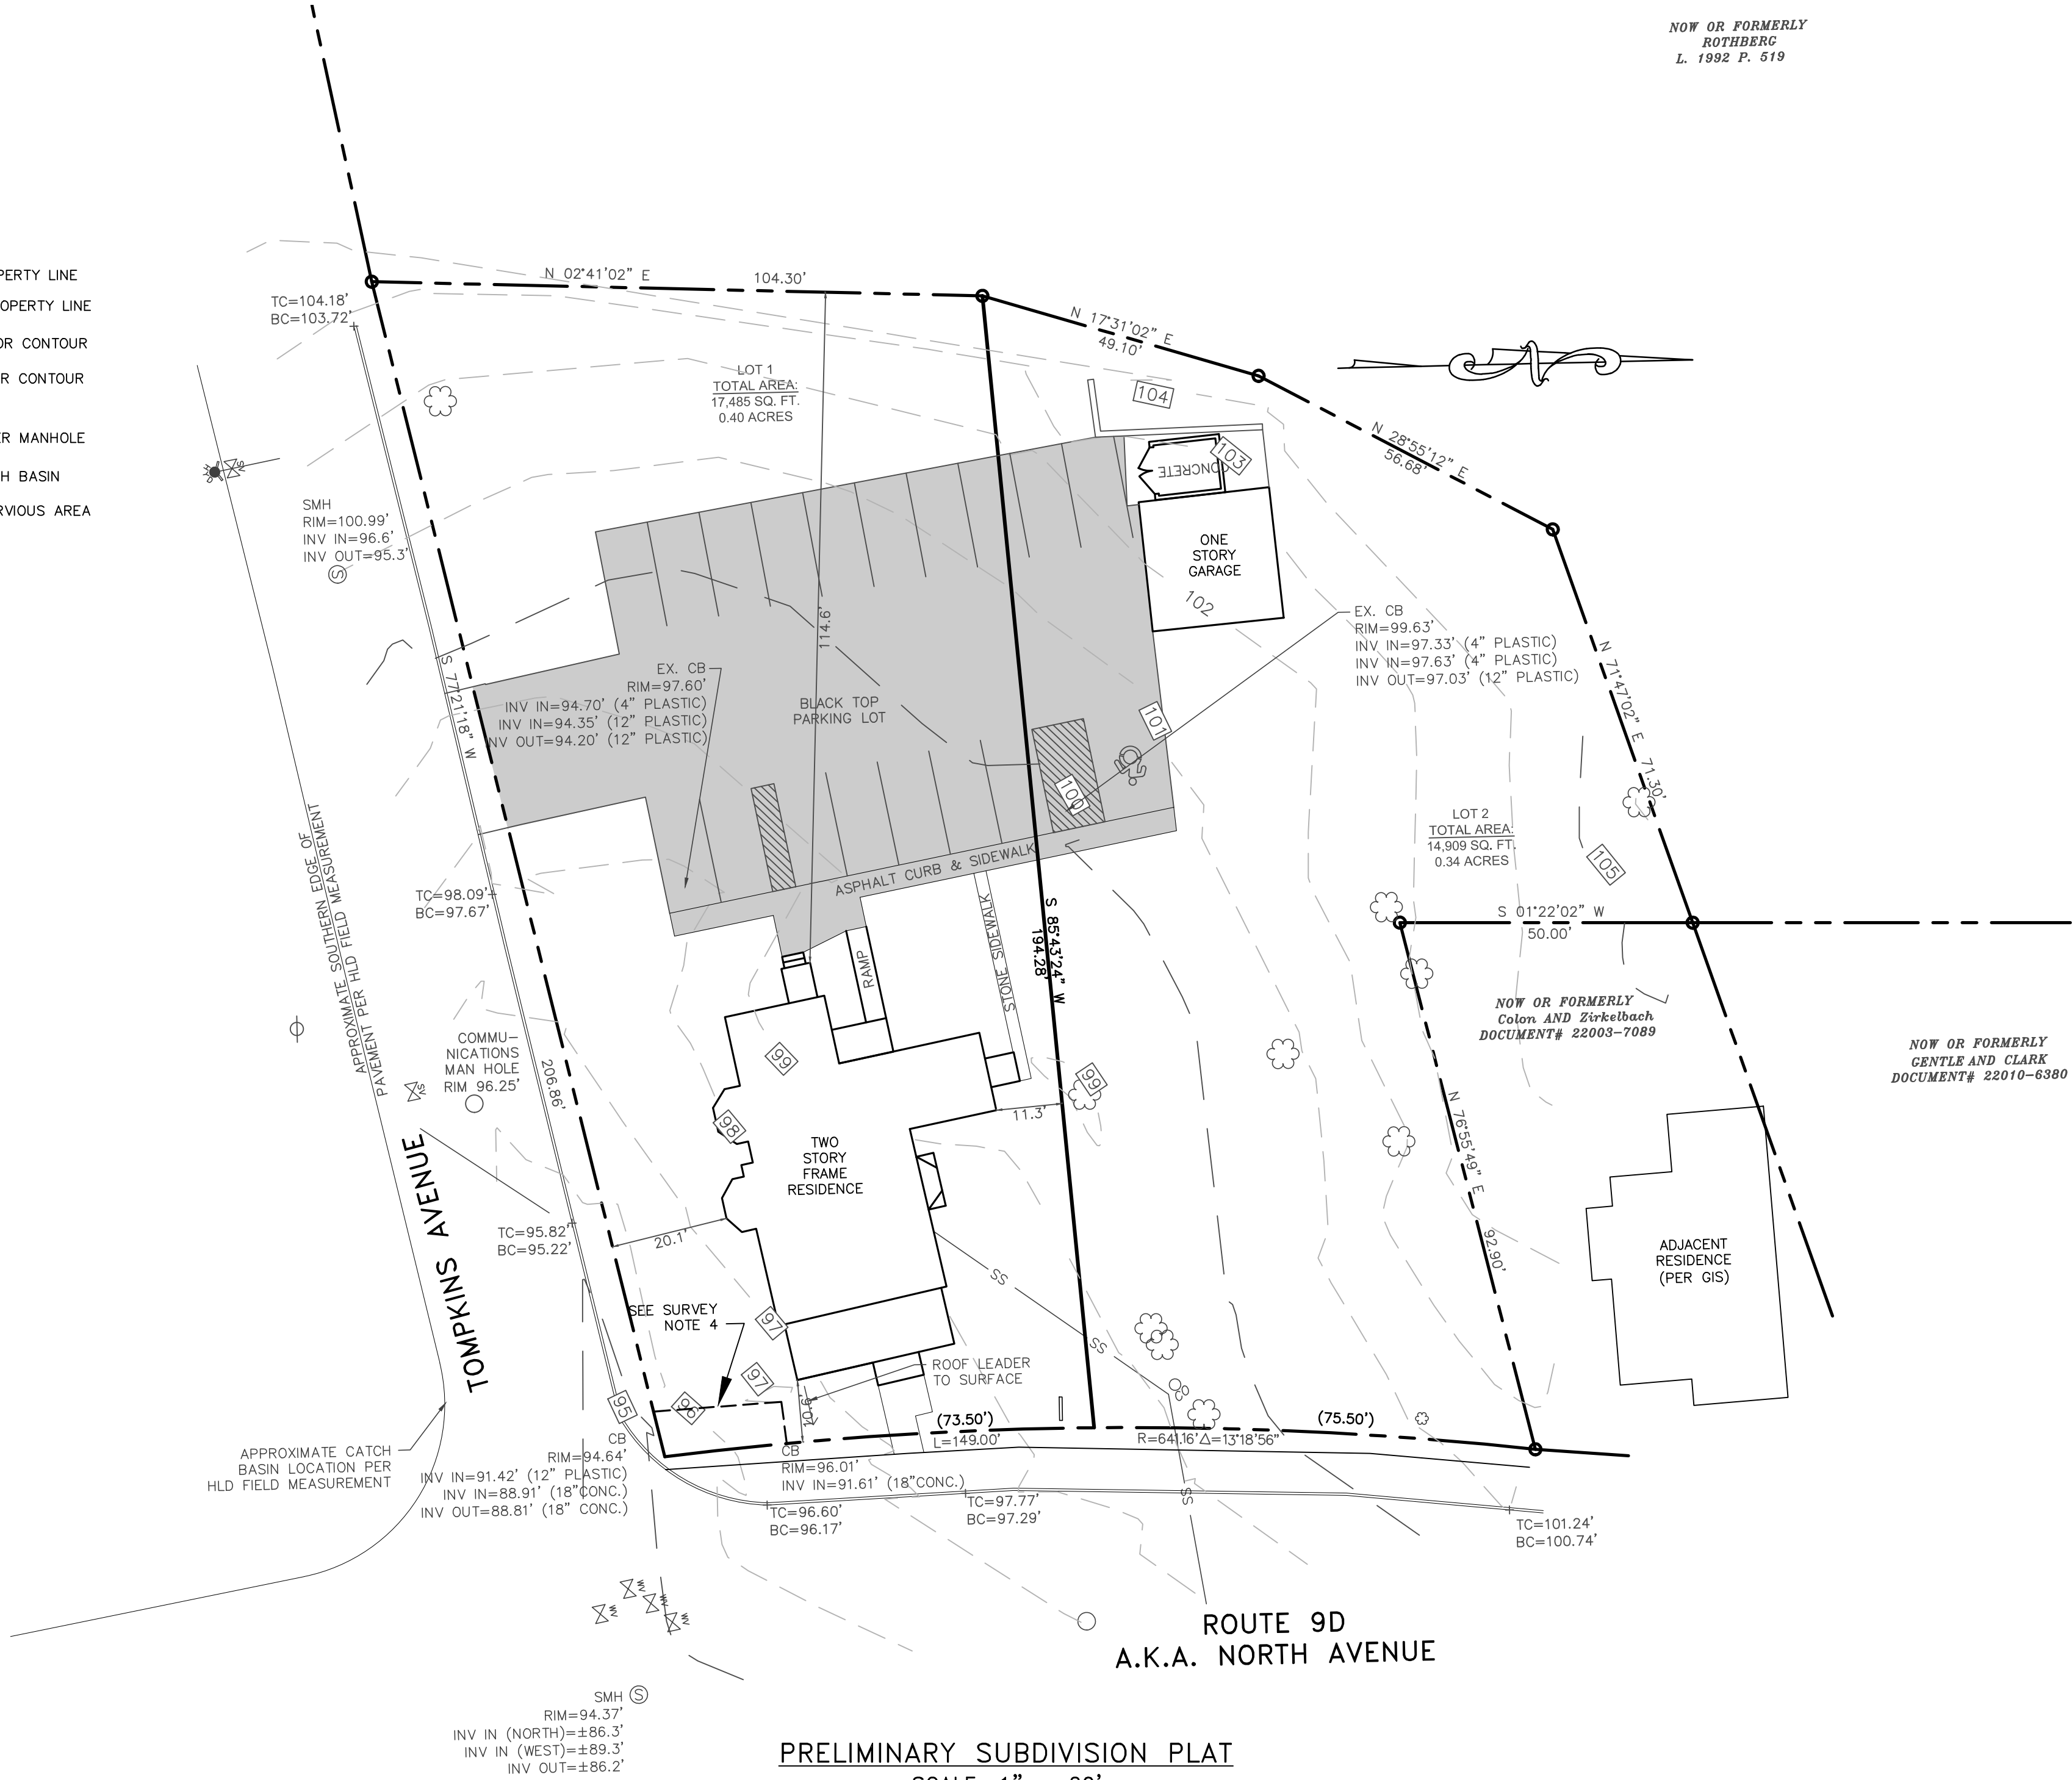 NOW OR FORMERLY
ROTHBERG
L. 1992 P. 519
PERTY LINE
OPERTY LINE
OR CONTOUR
R CONTOUR
ER MANHOLE
H BASIN
RVIOUS AREA
N 02°41'02" E
104.30'
TC=104.18'
BC=103.72'
N 17°31'02" E
49.10'
LOT 1
TOTAL AREA:
17,485 SQ. FT.
0.40 ACRES
104
N 28°55'12" E
56.68'
103
CONCRETE
SV
SMH
RIM=100.99'
INV IN=96.6'
INV OUT=95.3'
S
ONE
STORY
GARAGE
102
114.6'
EX. CB
RIM=99.63'
INV IN=97.33' (4" PLASTIC)
INV IN=97.63' (4" PLASTIC)
INV OUT=97.03' (12" PLASTIC)
N 71°47'02" E
71.30'
S 77°21'18" W
EX. CB
RIM=97.60'
INV IN=94.70' (4" PLASTIC)
INV IN=94.35' (12" PLASTIC)
NV OUT=94.20' (12" PLASTIC)
BLACK TOP
PARKING LOT
101
100
LOT 2
TOTAL AREA:
14,909 SQ. FT.
0.34 ACRES
105
APPROXIMATE SOUTHERN EDGE OF
PAVEMENT PER HLD FIELD MEASUREMENT
ASPHALT CURB & SIDEWALK
TC=98.09'
BC=97.67'
S 85°43'24" W
194.28'
S 01°22'02" W
50.00'
RAMP
STONE SIDEWALK
NOW OR FORMERLY
Colon AND Zirkelbach
DOCUMENT# 22003-7089
COMMU-
NICATIONS
MAN HOLE
RIM 96.25'
SV
206.86'
99
99
NOW OR FORMERLY
GENTLE AND CLARK
DOCUMENT# 22010-6380
98
11.3'
N 76°55'49" E
92.90'
TWO
STORY
FRAME
RESIDENCE
TOMPKINS AVENUE
TC=95.82'
BC=95.22'
20.1'
ADJACENT
RESIDENCE
(PER GIS)
SS
SEE SURVEY
NOTE 4
97
SS
ROOF LEADER
TO SURFACE
97
96
95
10.6'
(73.50')
L=149.00'
R=641.16' Δ=13°18'56"
(75.50')
APPROXIMATE CATCH
BASIN LOCATION PER
HLD FIELD MEASUREMENT
CB
RIM=94.64'
INV IN=91.42' (12" PLASTIC)
INV IN=88.91' (18"CONC.)
INV OUT=88.81' (18" CONC.)
CB
RIM=96.01'
INV IN=91.61' (18"CONC.)
TC=96.60'
BC=96.17'
TC=97.77'
BC=97.29'
SS
TC=101.24'
BC=100.74'
WV
WV
WV
WV
ROUTE 9D
A.K.A. NORTH AVENUE
SMH
S
RIM=94.37'
INV IN (NORTH)=±86.3'
INV IN (WEST)=±89.3'
INV OUT=±86.2'
PRELIMINARY SUBDIVISION PLAT